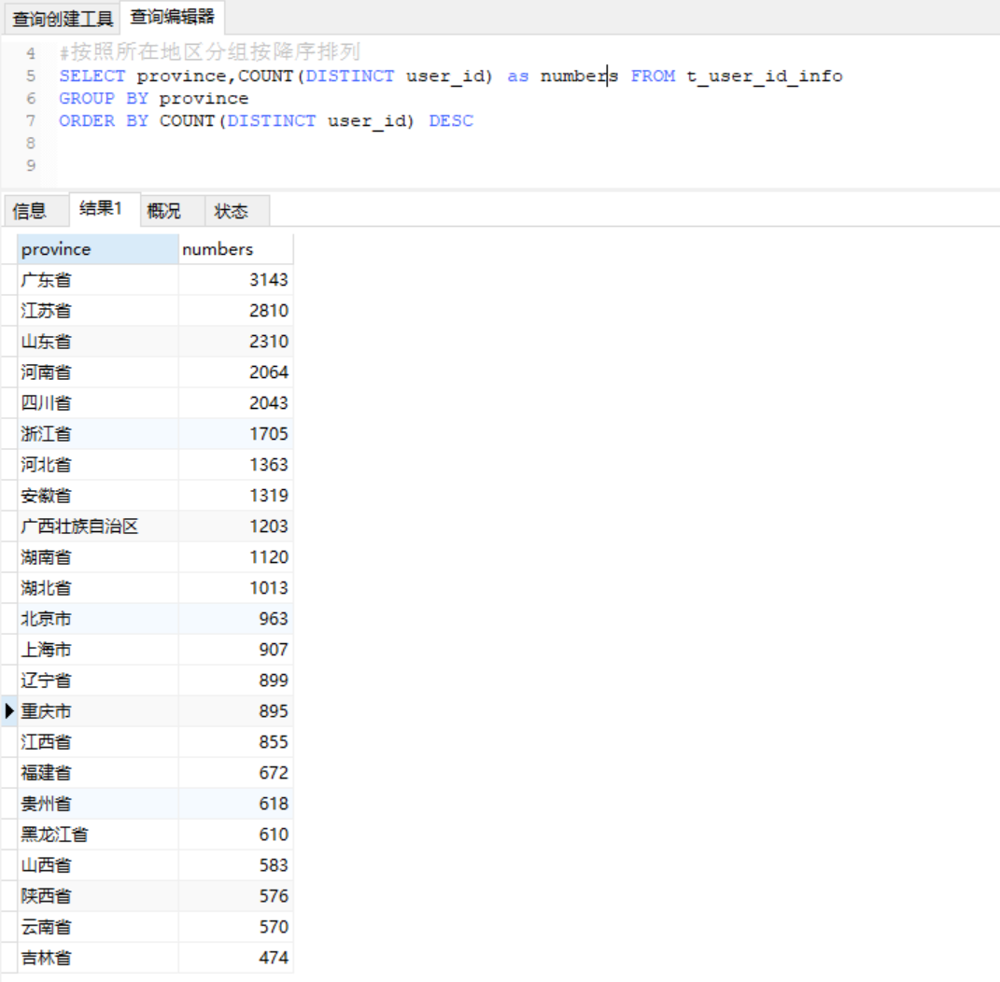 查询创建工具 查询编辑器
4 #按照所在地区分组按降序排列
5 SELECT province,COUNT(DISTINCT user_id) as numbers FROM t_user_id_info
6 GROUP BY province
7 ORDER BY COUNT(DISTINCT user_id) DESC
8
9
信息 结果1 概况 状态
province numbers
广东省 3143
江苏省 2810
山东省 2310
河南省 2064
四川省 2043
浙江省 1705
河北省 1363
安徽省 1319
广西壮族自治区 1203
湖南省 1120
湖北省 1013
北京市 963
上海市 907
辽宁省 899
重庆市 895
江西省 855
福建省 672
贵州省 618
黑龙江省 610
山西省 583
陕西省 576
云南省 570
吉林省 474